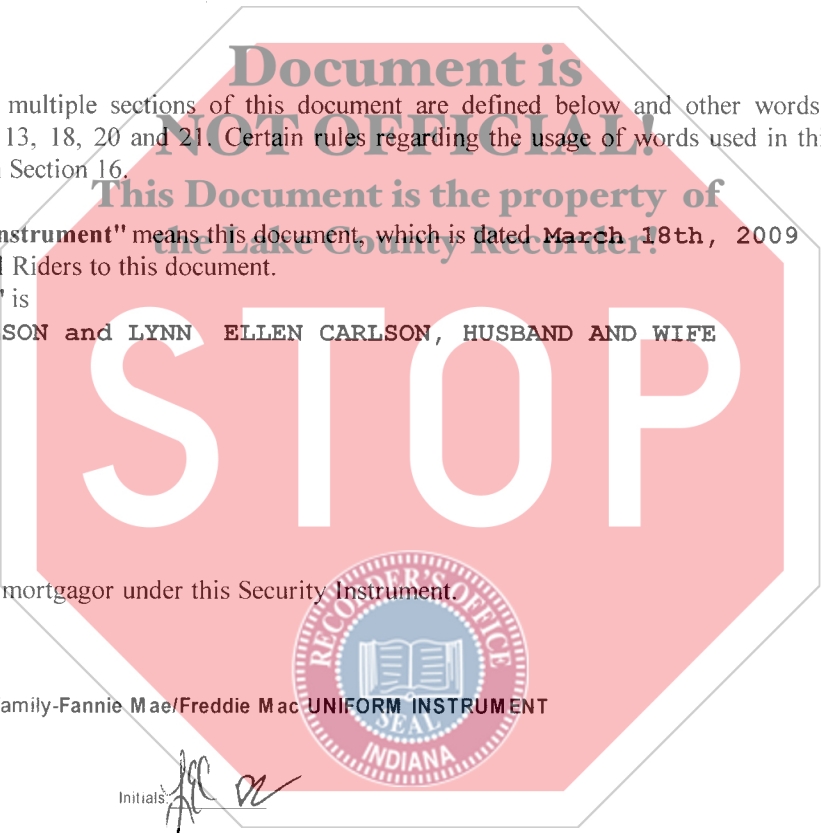 Document is
multiple sections of this document are defined below and other words
13, 18, 20 and 21. Certain rules regarding the usage of words used in thi
NOT OFFICIAL!
Section 16.
This Document is the property of
nstrument" means this document, which is dated March 18th, 2009
the Lake County Recorder!
Riders to this document.
" is
SON and LYNN ELLEN CARLSON, HUSBAND AND WIFE
STOP
mortgagor under this Security Instrument.
RECORDER'S OFFICE
amily-Fannie Mae/Freddie Mac UNIFORM INSTRUMENT
SEAL
INDIANA
Initials: